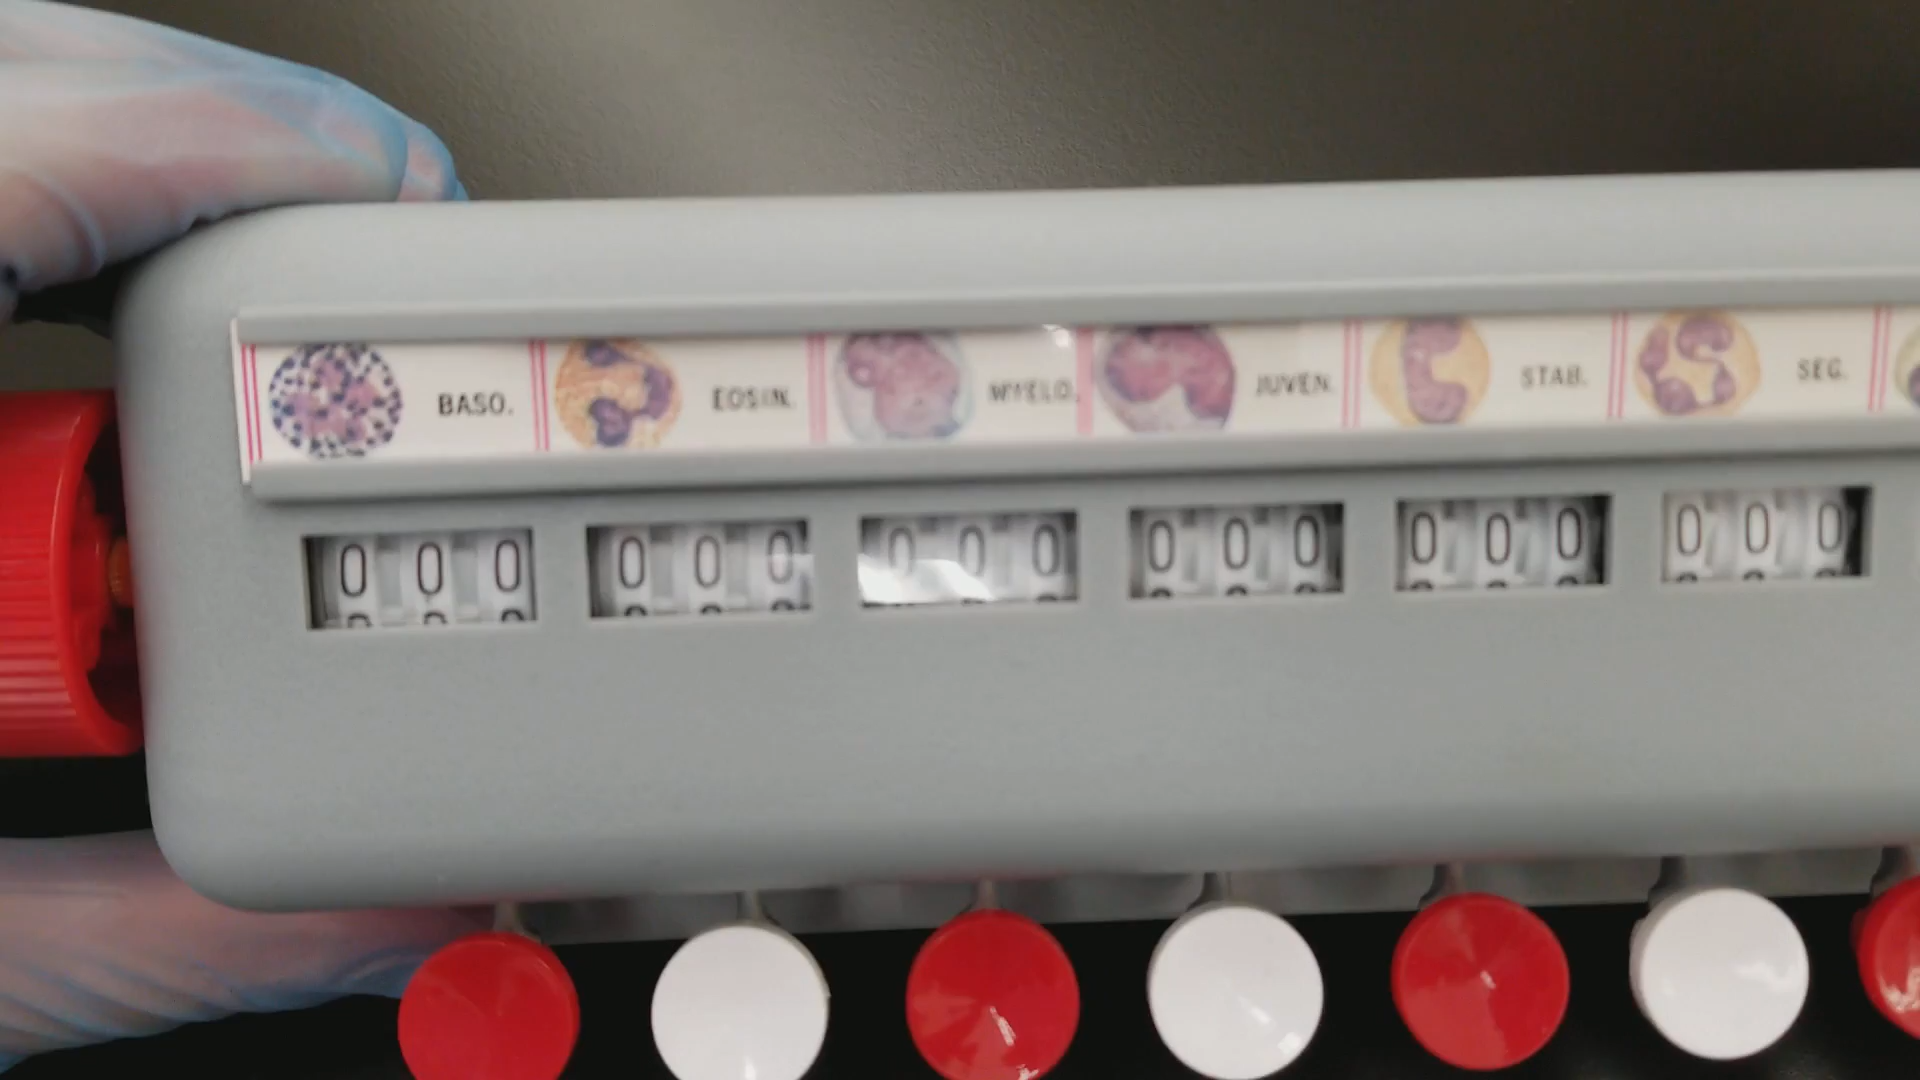 BASO. EOSIN. MYELO. JUVEN. STAB. SEG.
000 000 000 000 000 000